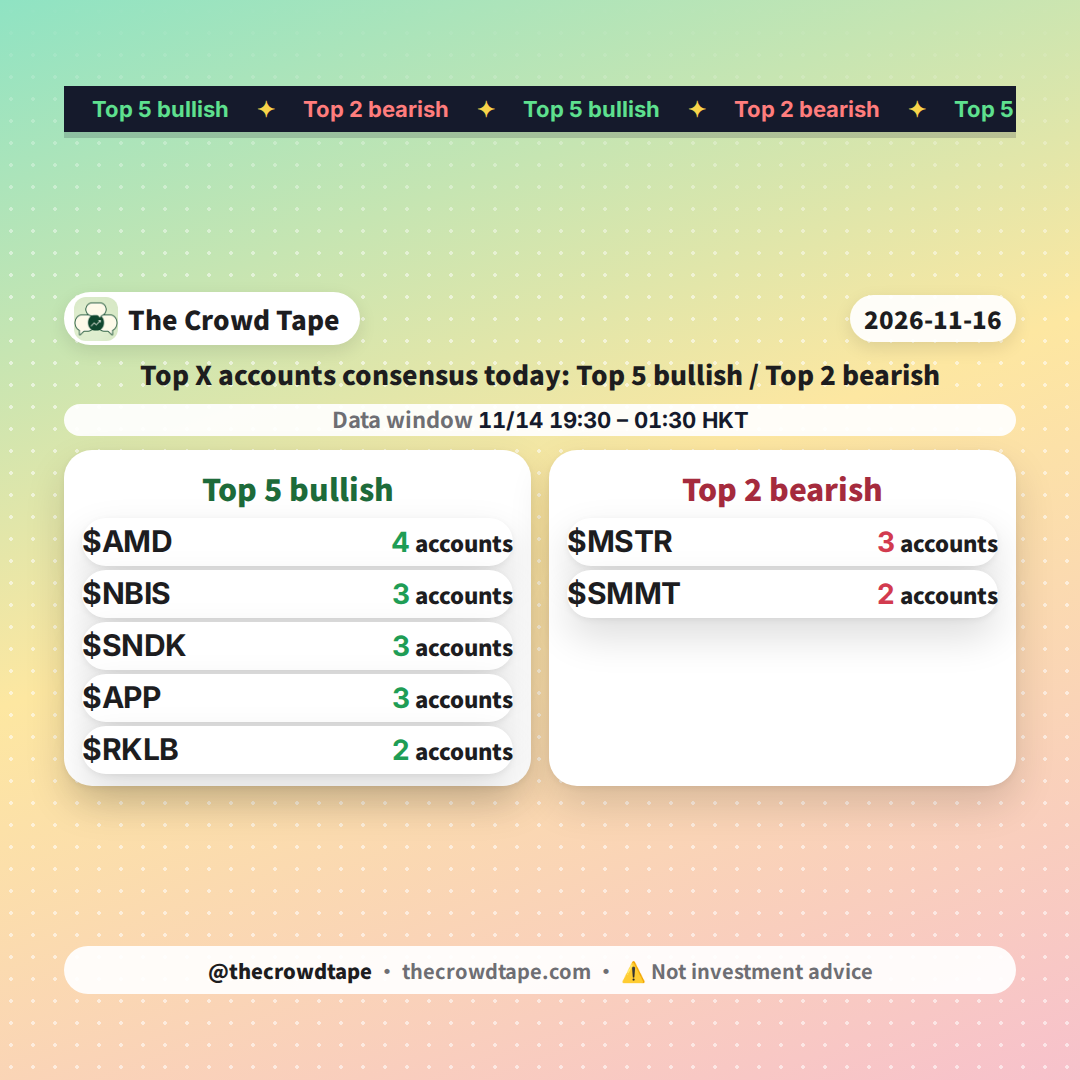 Top 5 bullish ✦ Top 2 bearish ✦ Top 5 bullish ✦ Top 2 bearish ✦ Top 5
The Crowd Tape
2026-11-16
Top X accounts consensus today: Top 5 bullish / Top 2 bearish
Data window 11/14 19:30 – 01:30 HKT
Top 5 bullish
$AMD 4 accounts
$NBIS 3 accounts
$SNDK 3 accounts
$APP 3 accounts
$RKLB 2 accounts
Top 2 bearish
$MSTR 3 accounts
$SMMT 2 accounts
@thecrowdtape • thecrowdtape.com • ⚠️ Not investment advice